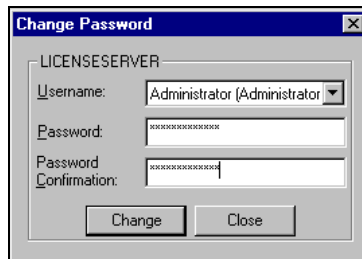 Change Password
LICENSESERVER
Username: Administrator (Administrator
Password: *************
Password
Confirmation: *************
Change Close